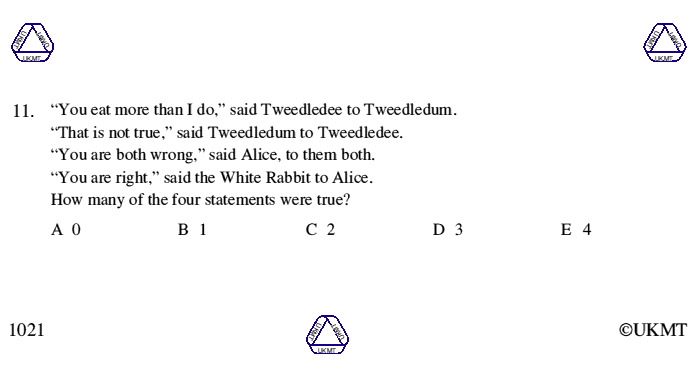 UKMT UKMT UKMT
UKMT UKMT UKMT
11. “You eat more than I do,” said Tweedledee to Tweedledum.
“That is not true,” said Tweedledum to Tweedledee.
“You are both wrong,” said Alice, to them both.
“You are right,” said the White Rabbit to Alice.
How many of the four statements were true?
A 0 B 1 C 2 D 3 E 4
1021 UKMT UKMT UKMT ©UKMT